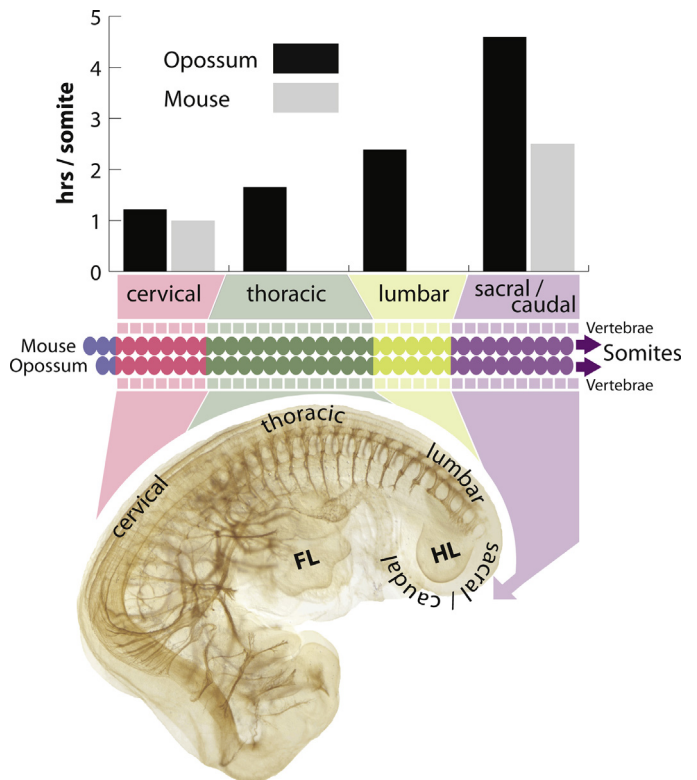 5
4
3
2
1
0
hrs / somite
Opossum
Mouse
cervical
thoracic
lumbar
sacral /
caudal
Vertebrae
Mouse
Opossum
Somites
Vertebrae
thoracic
cervical
lumbar
FL
HL
sacral / caudal